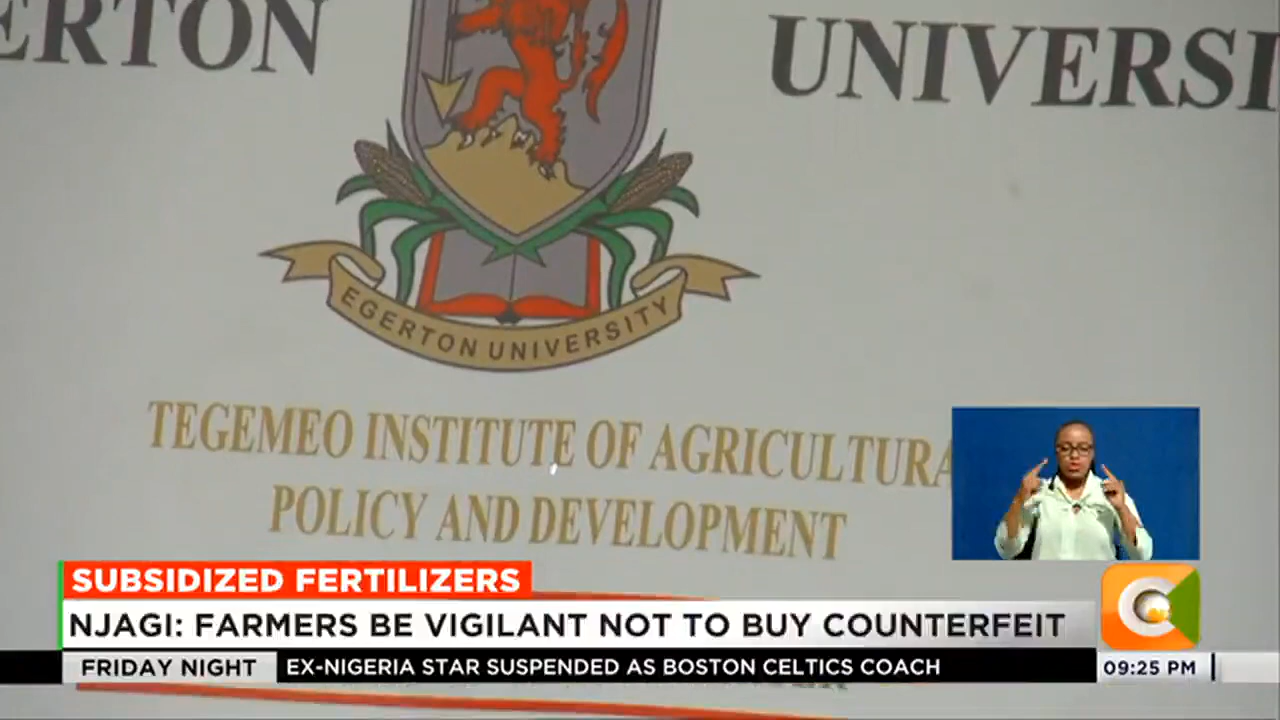 ERTON UNIVERSI
EGERTON UNIVERSITY
TEGEMEO INSTITUTE OF AGRICULTURA
POLICY AND DEVELOPMENT
SUBSIDIZED FERTILIZERS
NJAGI: FARMERS BE VIGILANT NOT TO BUY COUNTERFEIT
FRIDAY NIGHT EX-NIGERIA STAR SUSPENDED AS BOSTON CELTICS COACH 09:25 PM